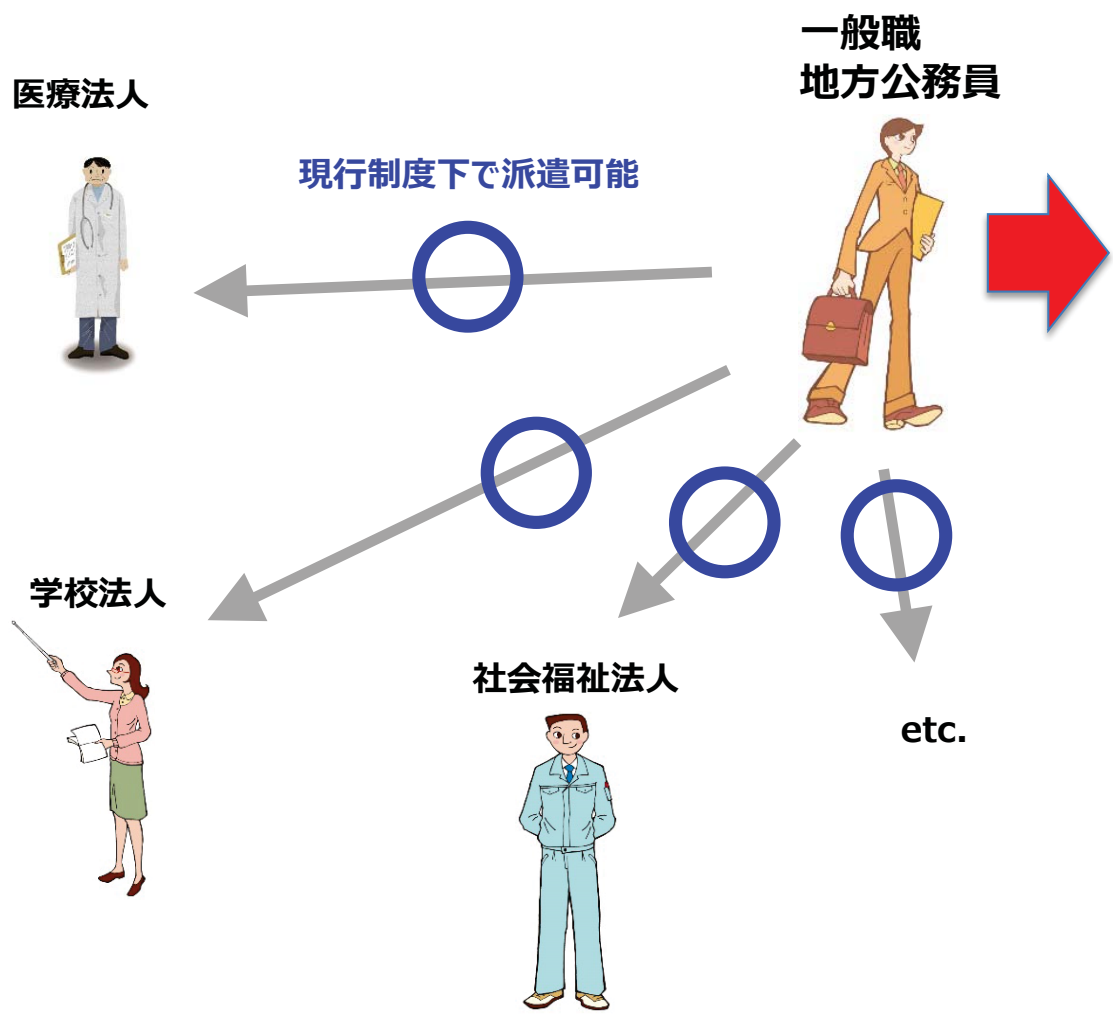 一般職
地方公務員
医療法人
現行制度下で派遣可能
学校法人
社会福祉法人
etc.